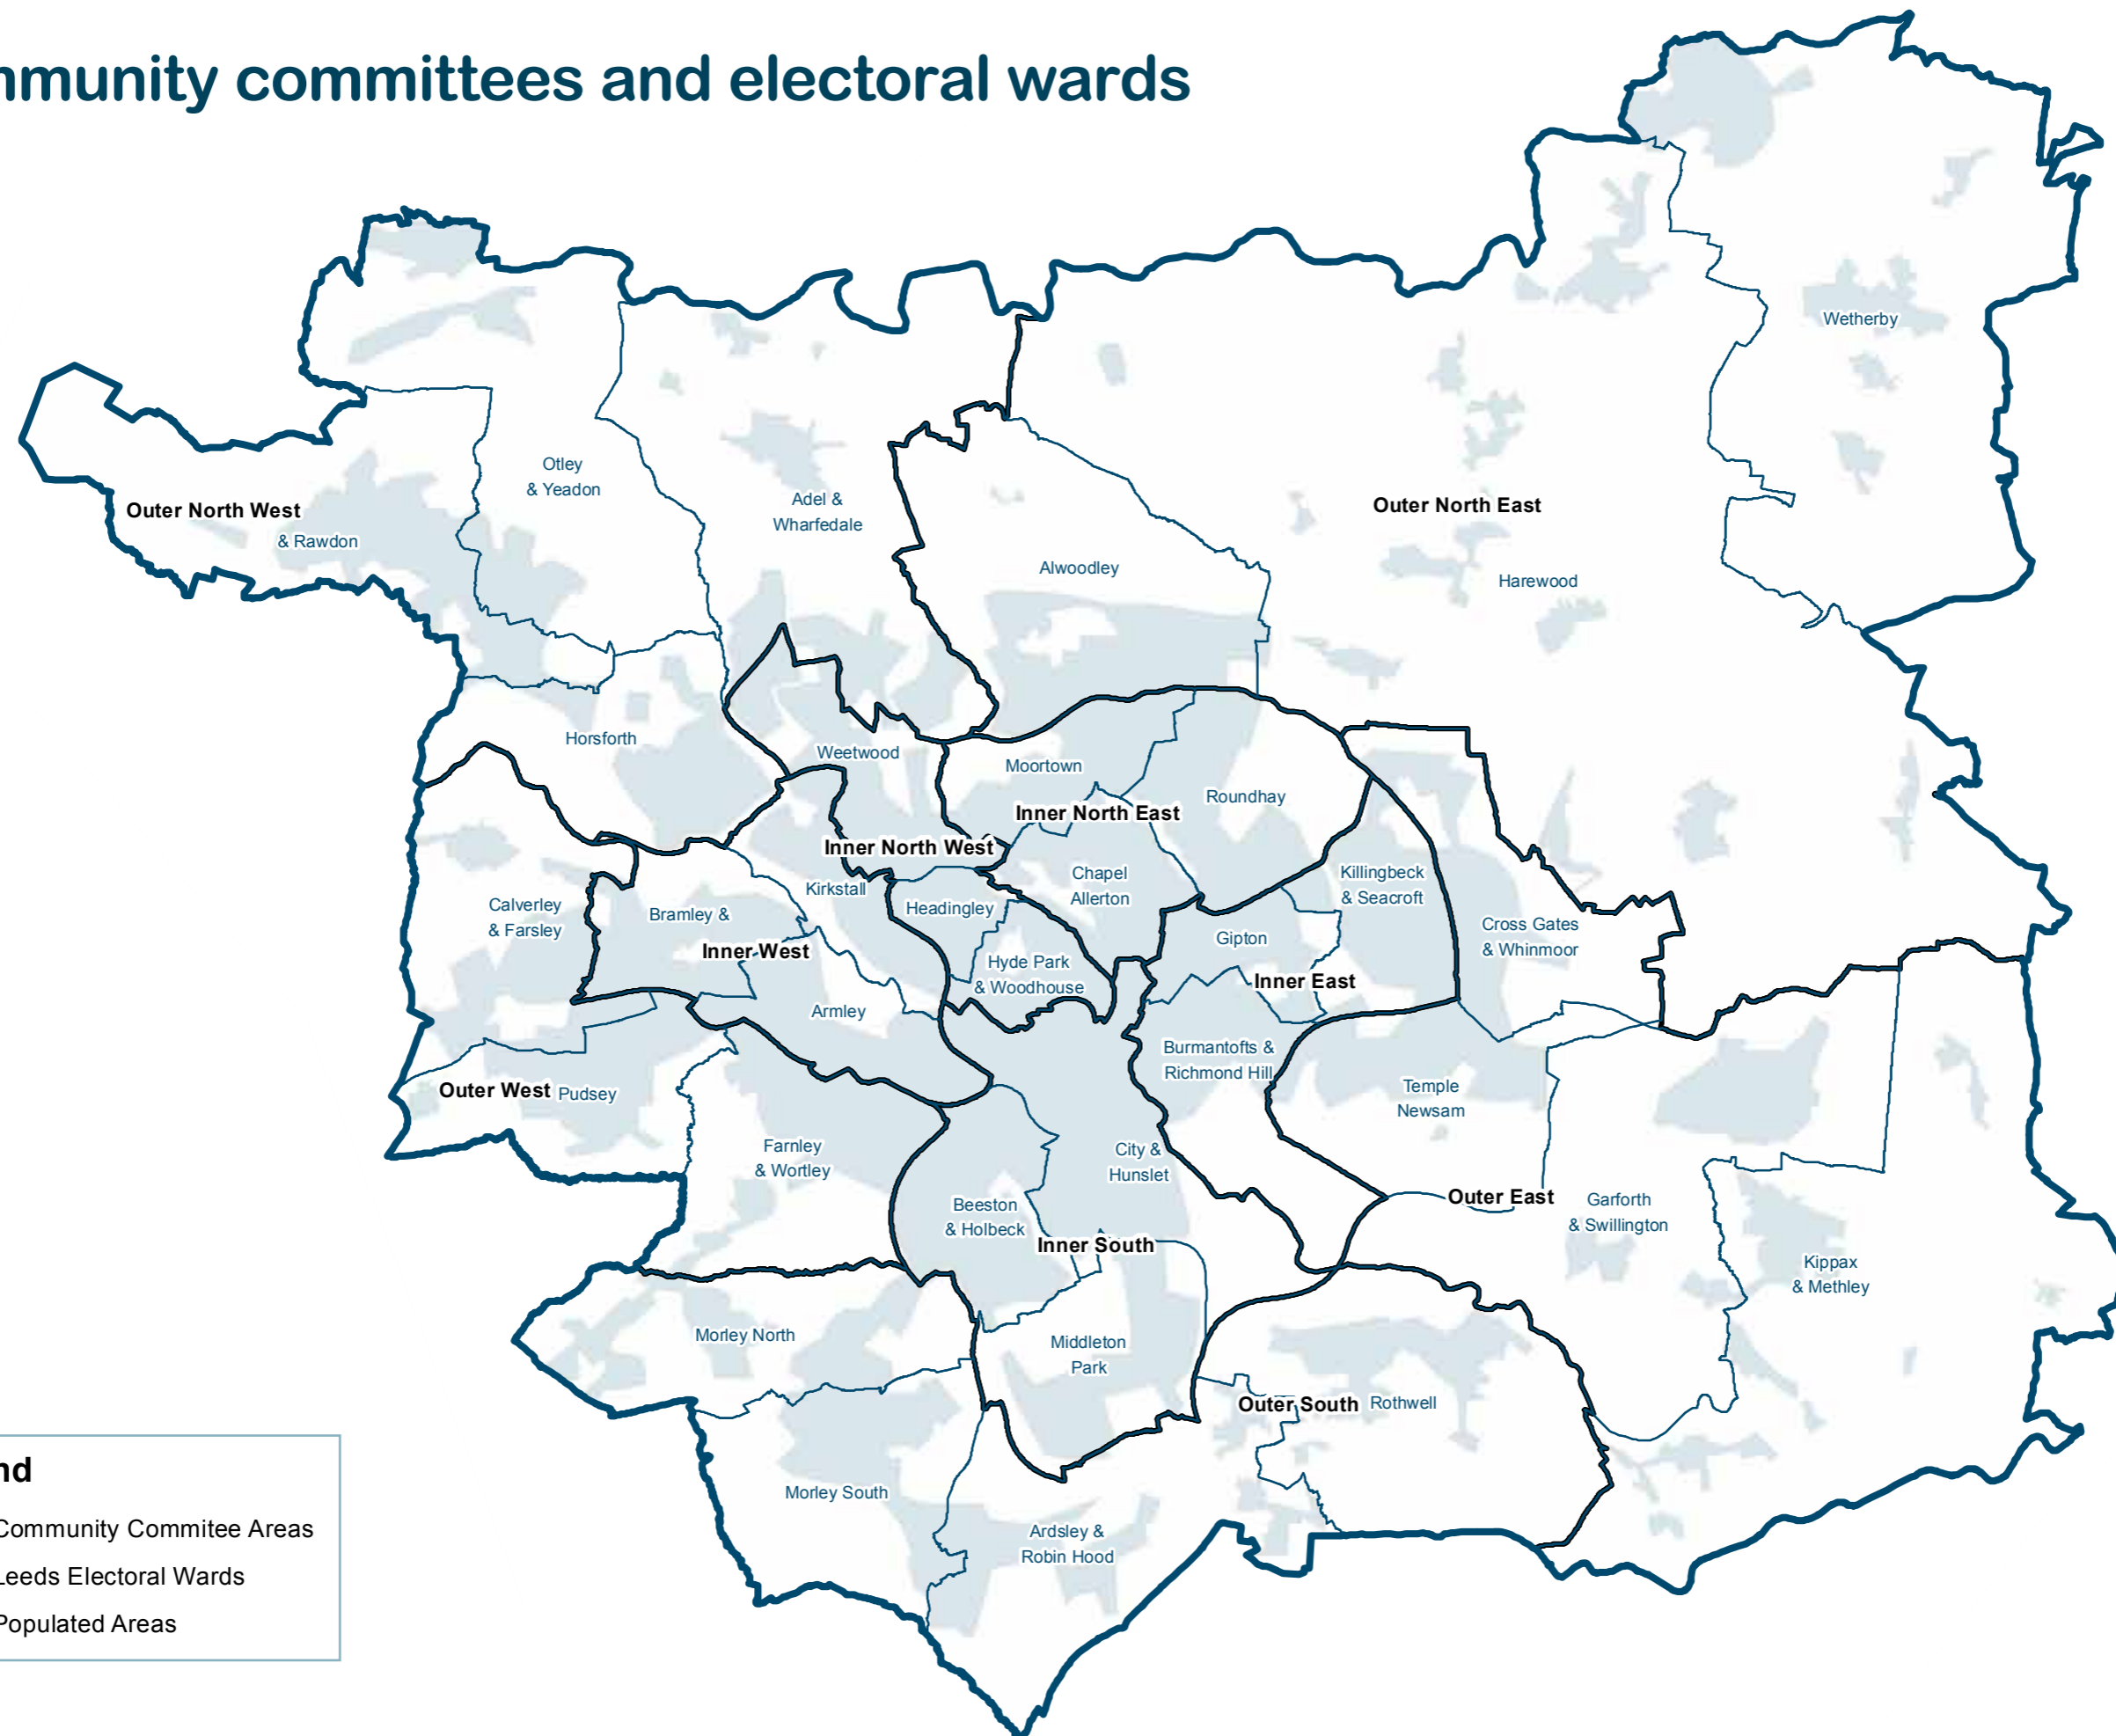 mmunity committees and electoral wards
Wetherby
Otley
& Yeadon
Adel &
Wharfedale
Outer North West
& Rawdon
Outer North East
Alwoodley
Harewood
Horsforth
Weetwood
Moortown
Roundhay
Inner North East
Inner North West
Kirkstall
Chapel
Allerton
Killingbeck
& Seacroft
Calverley
& Farsley
Bramley &
Headingley
Cross Gates
& Whinmoor
Gipton
Inner West
Hyde Park
& Woodhouse
Inner East
Armley
Burmantofts &
Richmond Hill
Temple
Newsam
Outer West
Pudsey
Farnley
& Wortley
City &
Hunslet
Beeston
& Holbeck
Outer East
Garforth
& Swillington
Inner South
Kippax
& Methley
Morley North
Middleton
Park
Outer South
Rothwell
Morley South
Ardsley &
Robin Hood
nd
Community Commitee Areas
Leeds Electoral Wards
Populated Areas